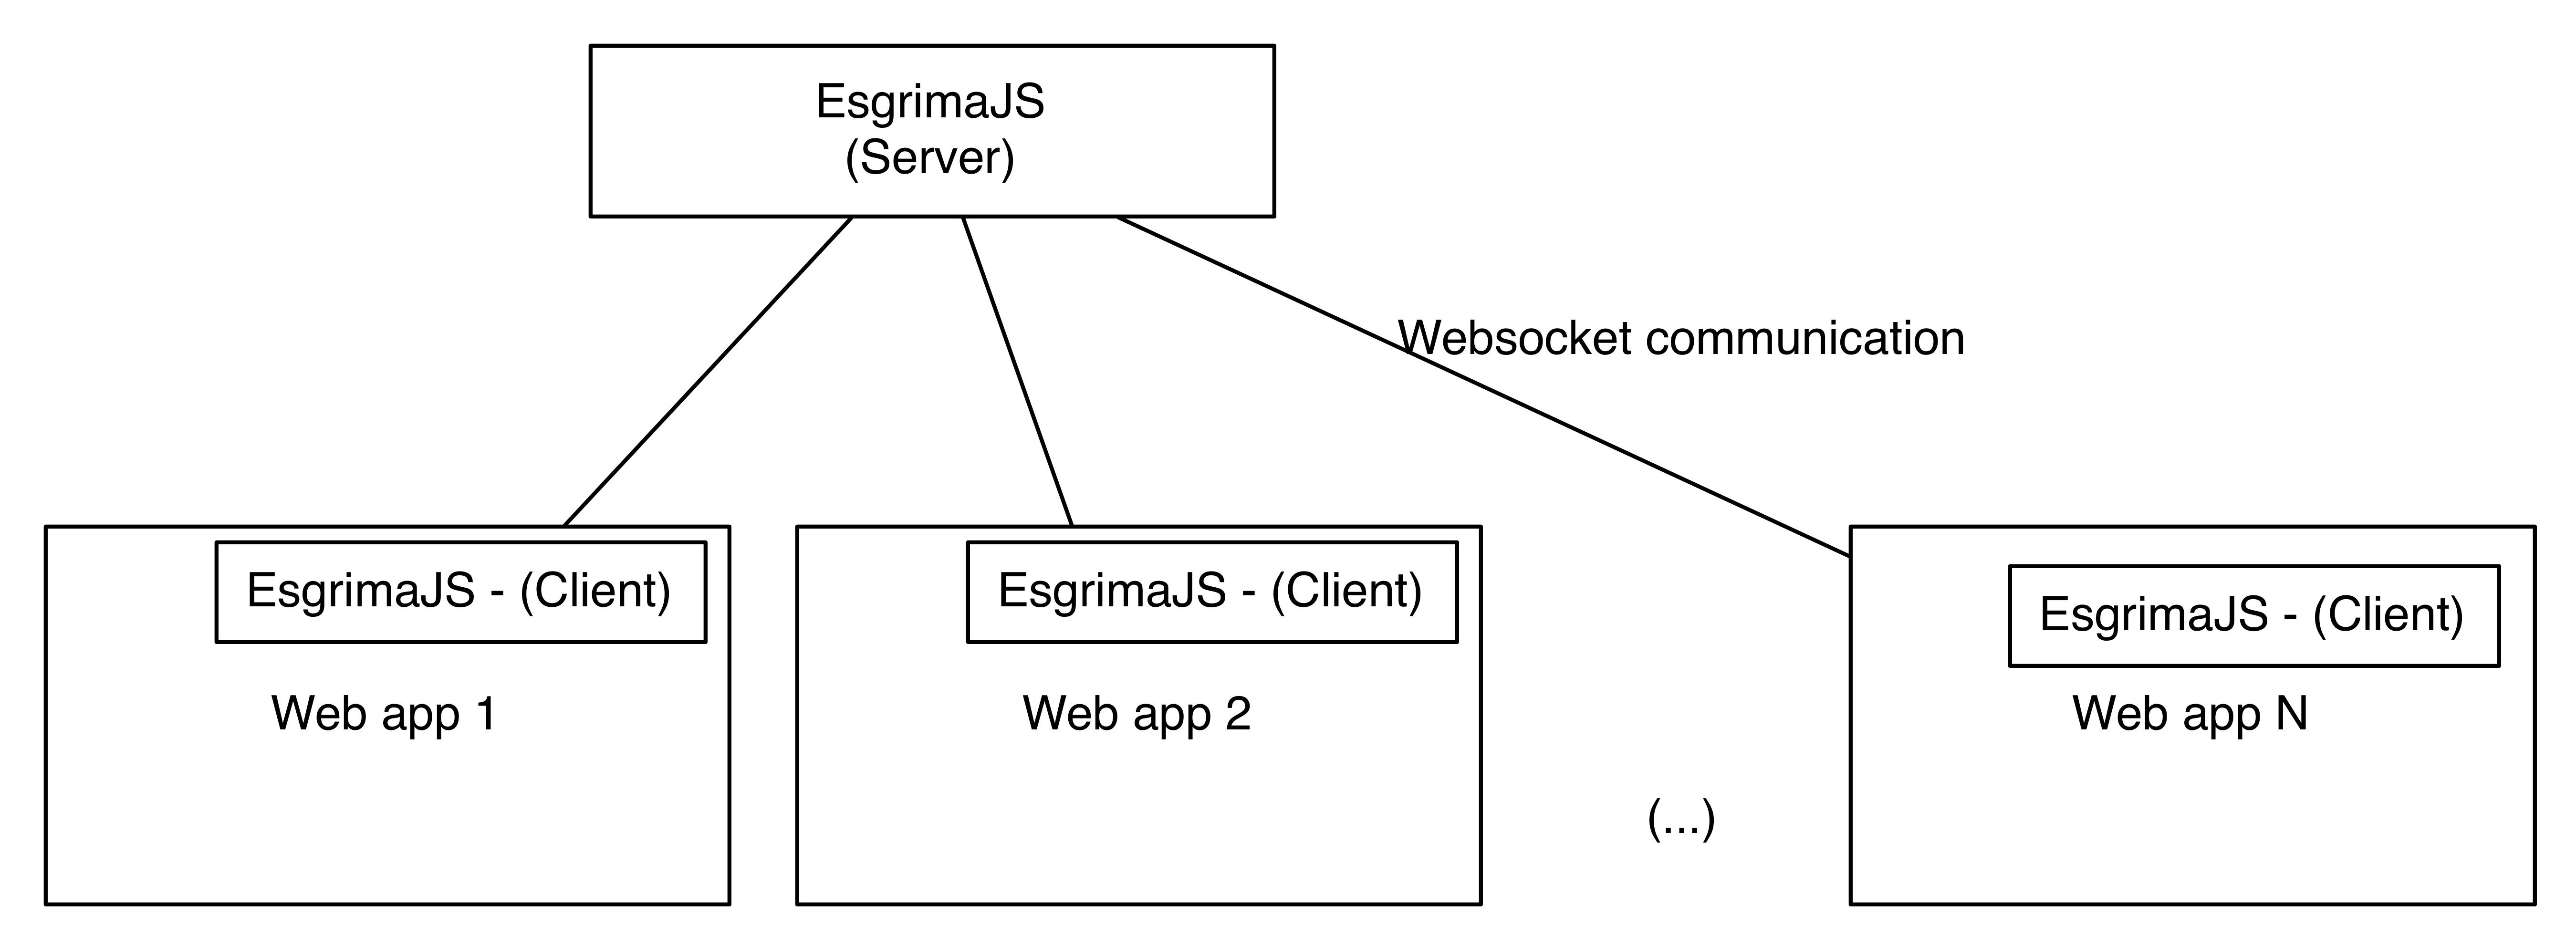 EsgrimaJS
(Server)
Websocket communication
EsgrimaJS - (Client)
EsgrimaJS - (Client)
EsgrimaJS - (Client)
Web app 1
Web app 2
Web app N
(...)